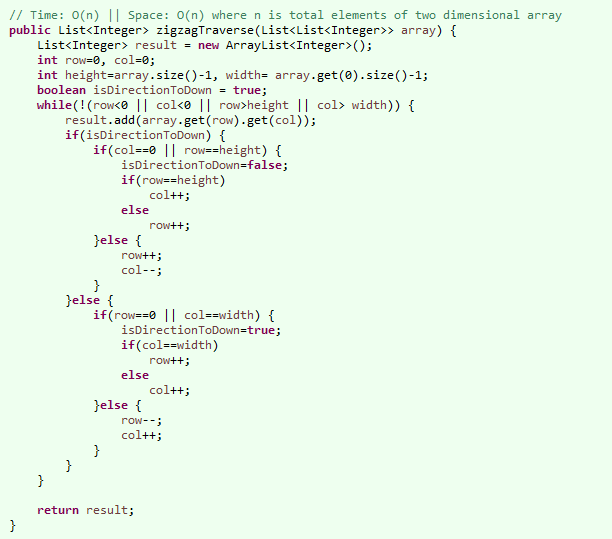 // Time: O(n) || Space: O(n) where n is total elements of two dimensional array
public List<Integer> zigzagTraverse(List<List<Integer>> array) {
    List<Integer> result = new ArrayList<Integer>();
    int row=0, col=0;
    int height=array.size()-1, width= array.get(0).size()-1;
    boolean isDirectionToDown = true;
    while(!(row<0 || col<0 || row>height || col> width)) {
        result.add(array.get(row).get(col));
        if(isDirectionToDown) {
            if(col==0 || row==height) {
                isDirectionToDown=false;
                if(row==height)
                    col++;
                else
                    row++;
            }else {
                row++;
                col--;
            }
        }else {
            if(row==0 || col==width) {
                isDirectionToDown=true;
                if(col==width)
                    row++;
                else
                    col++;
            }else {
                row--;
                col++;
            }
        }
    }

    return result;
}